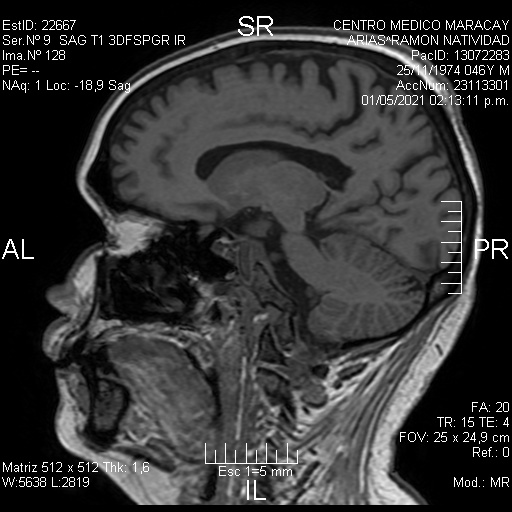 EstID: 22667
Ser.Nº 9 SAG T1 3DFSPGR IR
Ima.Nº 128
PE= --
NAq: 1 Loc: -18,9 Sag
SR
CENTRO MEDICO MARACAY
ARIAS^RAMON NATIVIDAD
PacID: 13072283
25/11/1974 046Y M
AccNum: 23113301
01/05/2021 02:13:11 p.m.
AL
PR
FA: 20
TR: 15 TE: 4
FOV: 25 x 24,9 cm
Ref.: 0
Mod.: MR
Matriz 512 x 512 Thk: 1,6
W:5638 L:2819
Esc 1=5 mm
IL